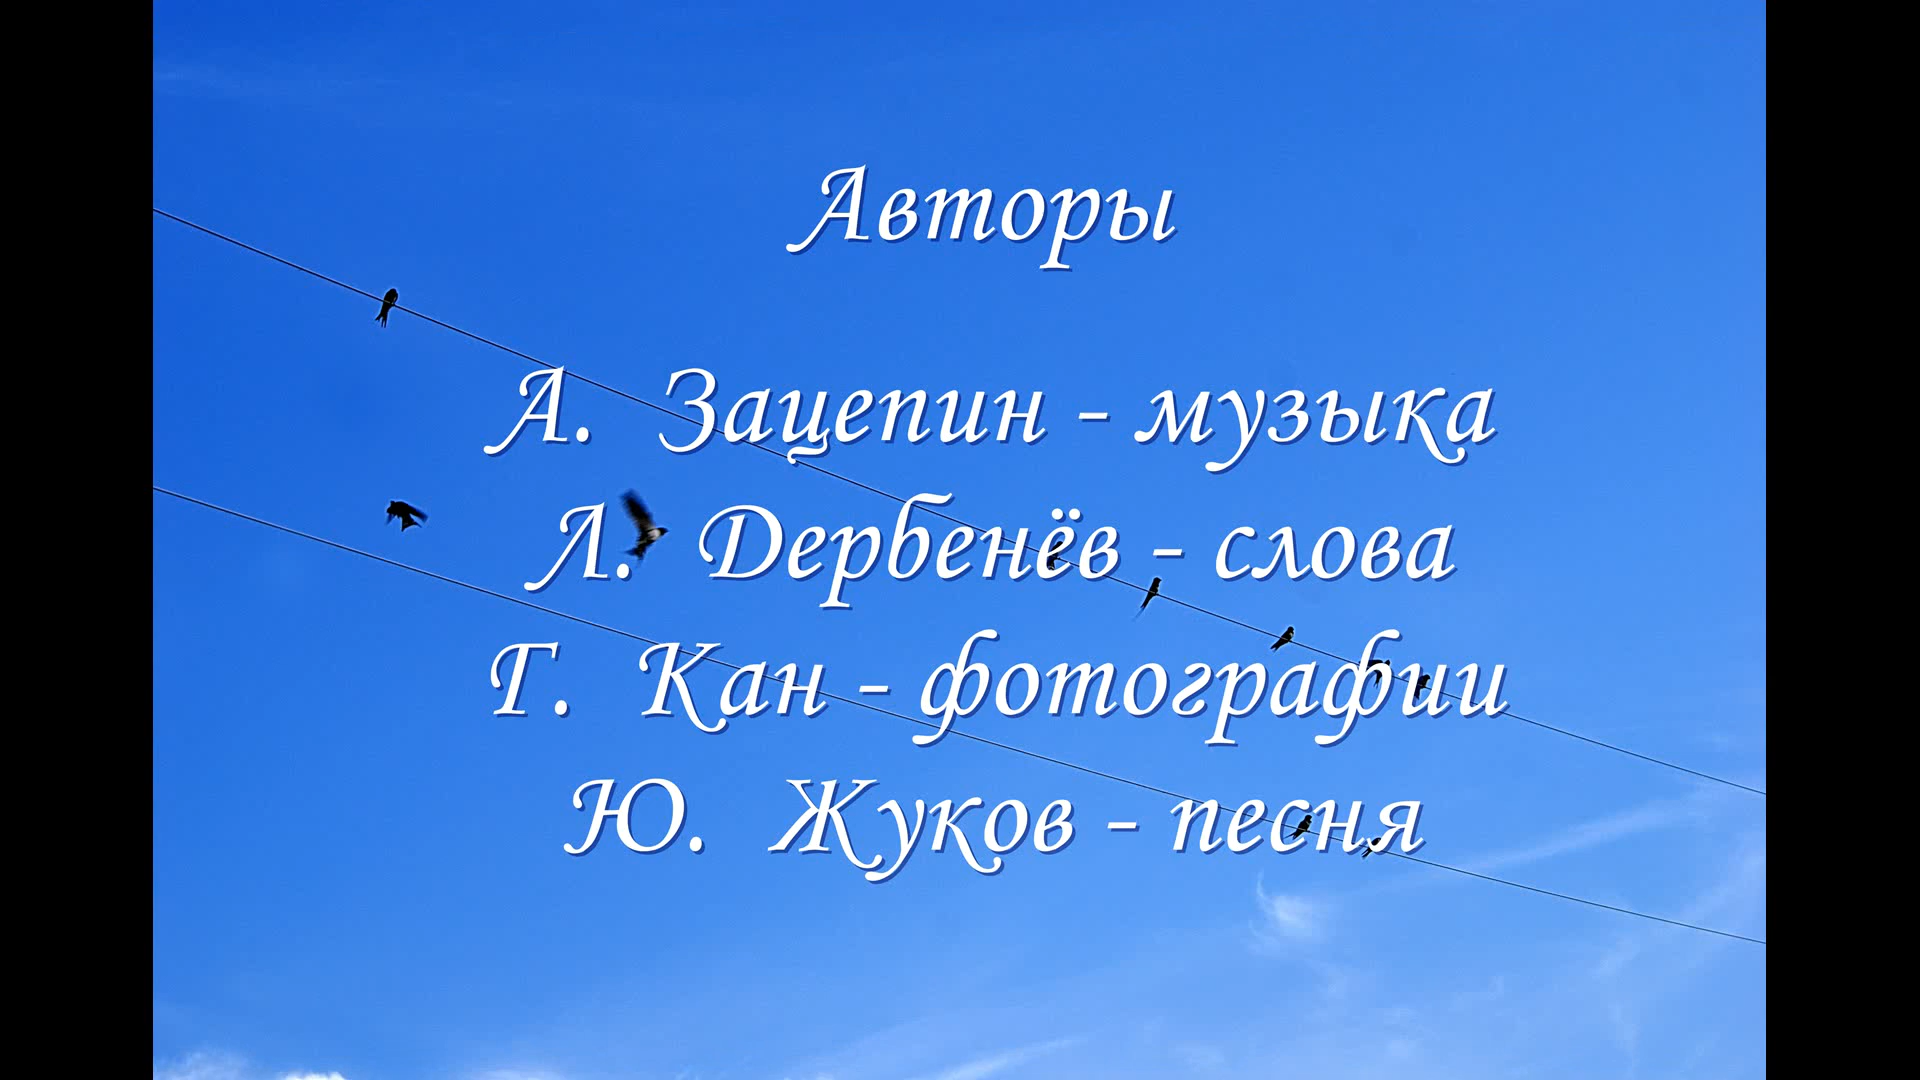 Авторы
А. Зацепин - музыка
Л. Дербенёв - слова
Г. Кан - фотографии
Ю. Жуков - песня